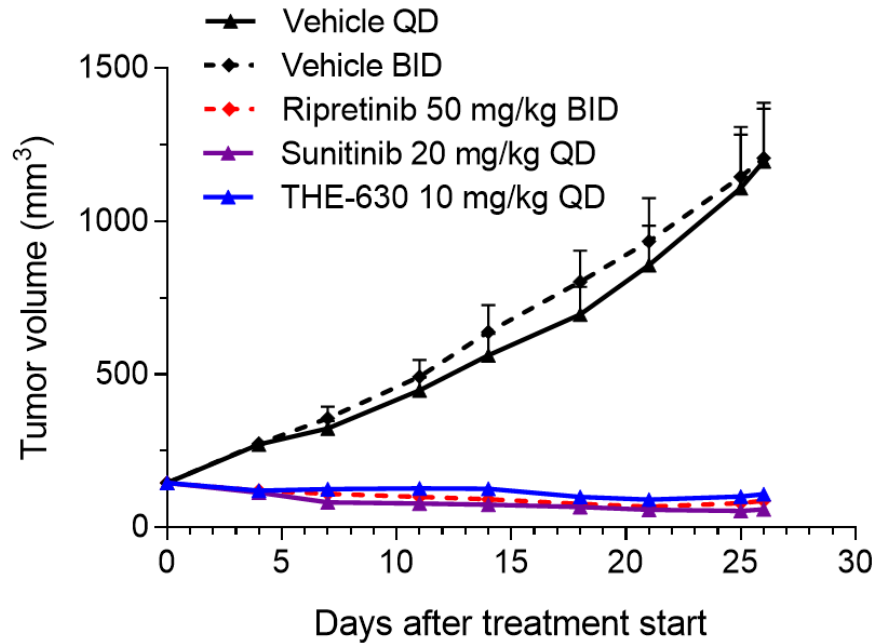 Vehicle QD
Vehicle BID
Ripretinib 50 mg/kg BID
Sunitinib 20 mg/kg QD
THE-630 10 mg/kg QD
1500
1000
500
0
Tumor volume (mm³)
0 5 10 15 20 25 30
Days after treatment start